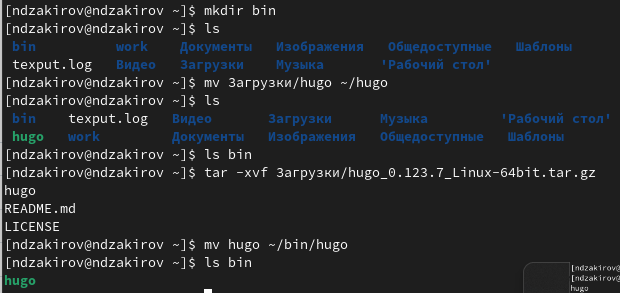 [ndzakirov@ndzakirov ~]$ mkdir bin
[ndzakirov@ndzakirov ~]$ ls
bin work Документы Изображения Общедоступные Шаблоны
texput.log Видео Загрузки Музыка 'Рабочий стол'
[ndzakirov@ndzakirov ~]$ mv Загрузки/hugo ~/hugo
[ndzakirov@ndzakirov ~]$ ls
bin texput.log Видео Загрузки Музыка 'Рабочий стол'
hugo work Документы Изображения Общедоступные Шаблоны
[ndzakirov@ndzakirov ~]$ ls bin
[ndzakirov@ndzakirov ~]$ tar -xvf Загрузки/hugo_0.123.7_Linux-64bit.tar.gz
hugo
README.md
LICENSE
[ndzakirov@ndzakirov ~]$ mv hugo ~/bin/hugo
[ndzakirov@ndzakirov ~]$ ls bin
hugo
[ndzakirov@
[ndzakirov@
hugo